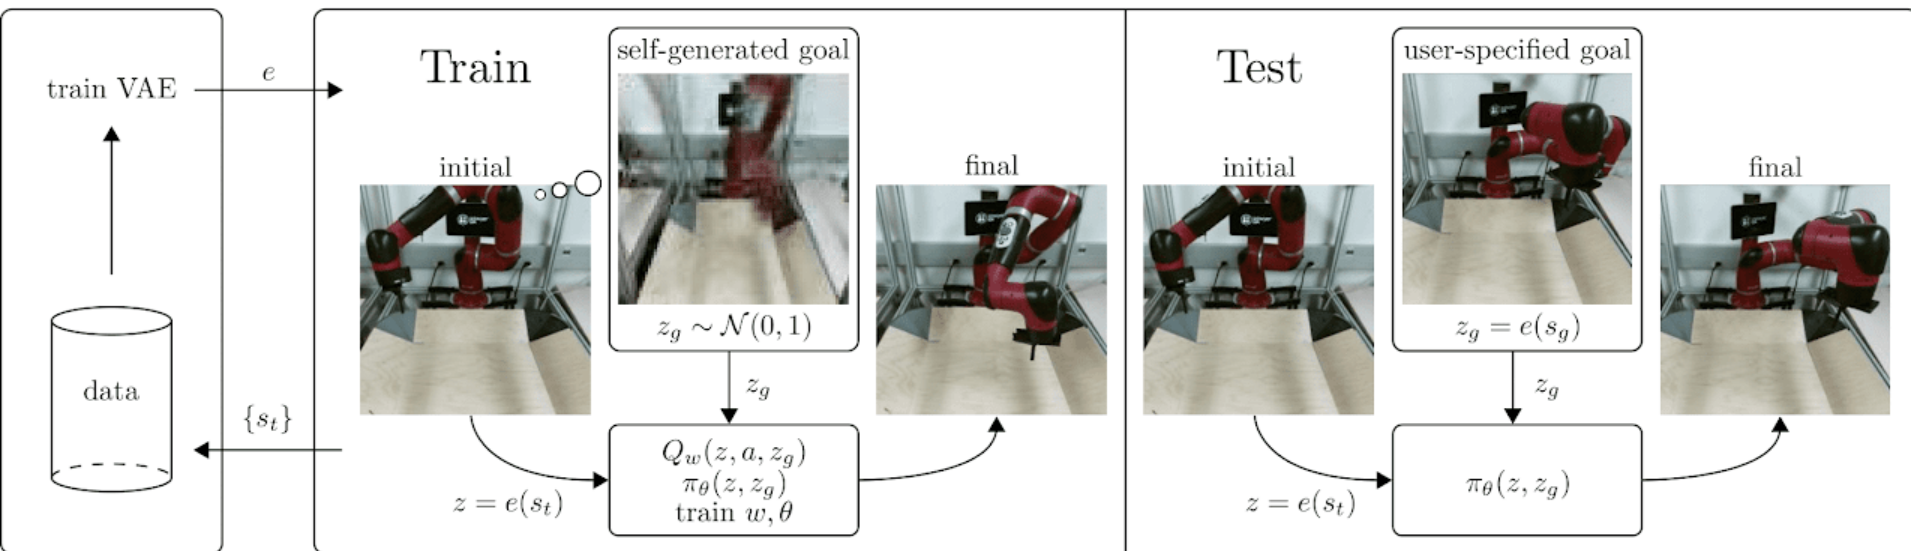 train VAE
e
data
{s_t}
Train
initial
self-generated goal
z_g ∼ 𝒩(0, 1)
z_g
final
z = e(s_t)
Q_w(z, a, z_g)
π_θ(z, z_g)
train w, θ
Test
initial
user-specified goal
z_g = e(s_g)
z_g
final
z = e(s_t)
π_θ(z, z_g)